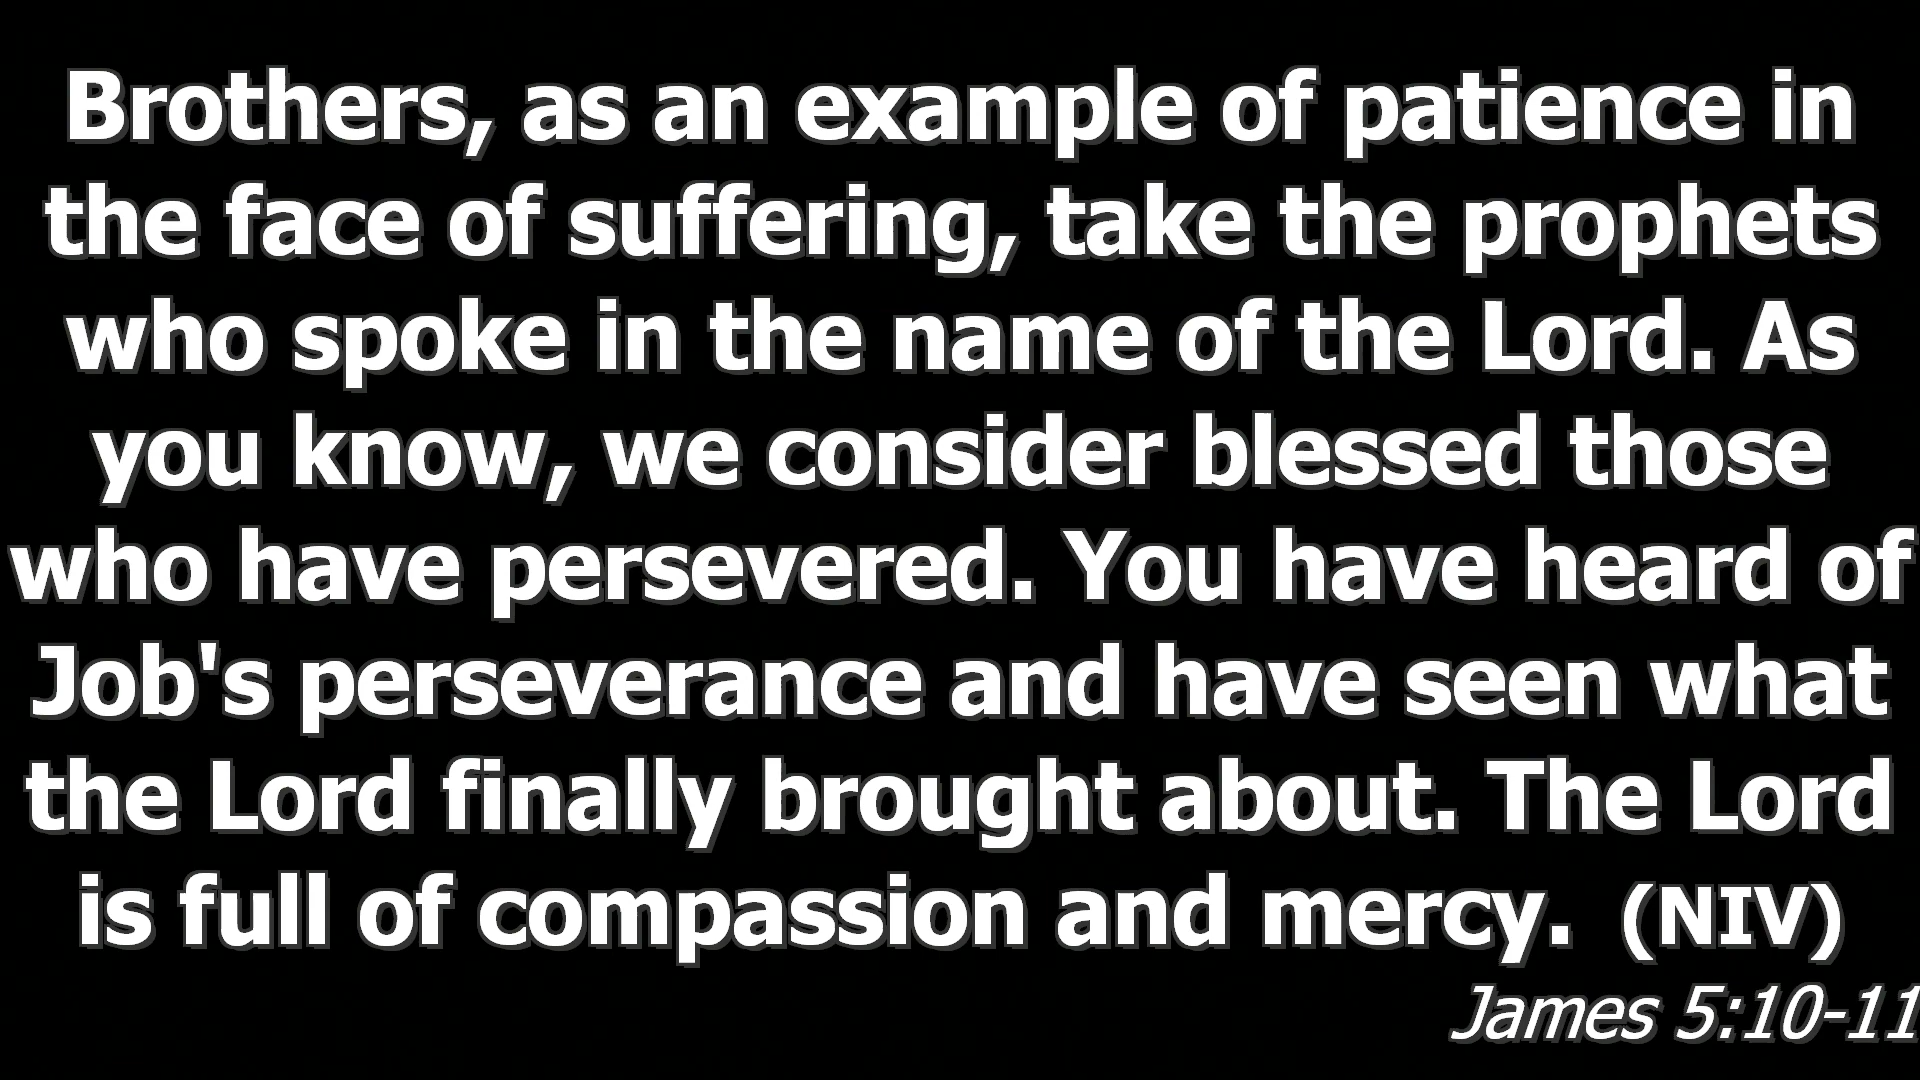 Brothers, as an example of patience in
the face of suffering, take the prophets
who spoke in the name of the Lord. As
you know, we consider blessed those
who have persevered. You have heard of
Job's perseverance and have seen what
the Lord finally brought about. The Lord
is full of compassion and mercy.  (NIV)
James 5:10-11